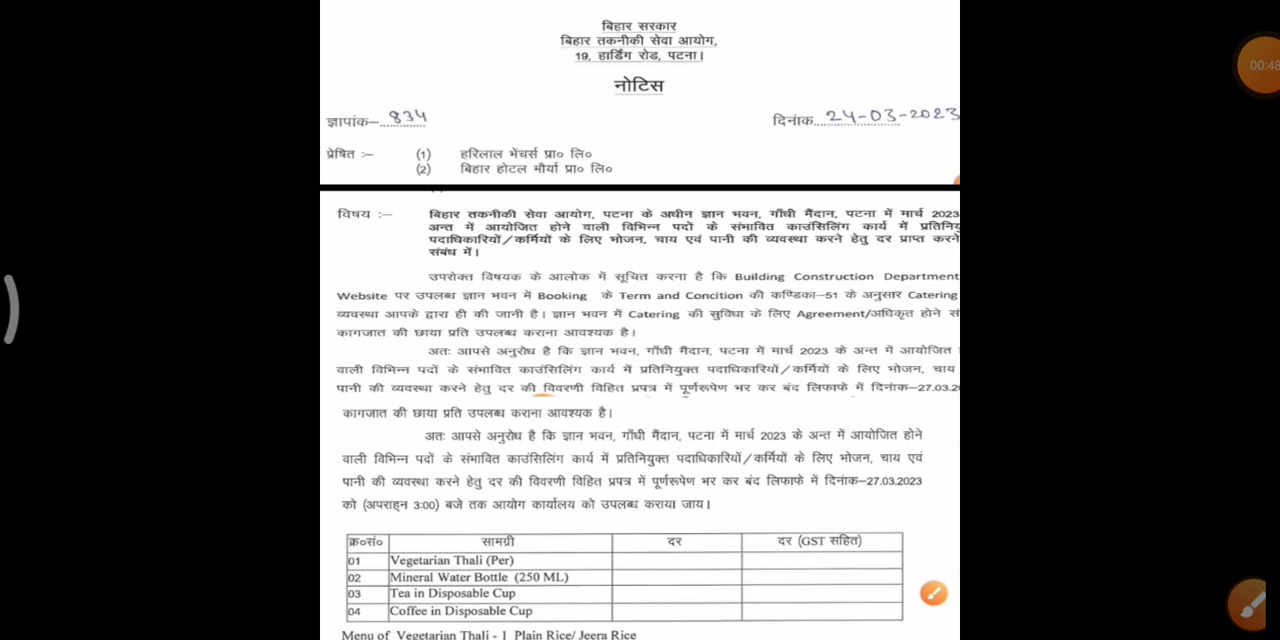 बिहार सरकार
बिहार तकनीकी सेवा आयोग,
19, हार्डिंग रोड, पटना।
नोटिस
ज्ञापांक- 834
दिनांक 24-03-2023
प्रेषित :- (1) हरिलाल भेंचर्स प्रा० लि०
(2) बिहार होटल मौर्या प्रा० लि०
विषय :- बिहार तकनीकी सेवा आयोग, पटना के अधीन ज्ञान भवन, गाँधी मैंदान, पटना में मार्च 2023
अन्त में आयोजित होने वाली विभिन्न पदों के संभावित काउंसिलिंग कार्य में प्रतिनियु
पदाधिकारियों/कर्मियों के लिए भोजन, चाय एवं पानी की व्यवस्था करने हेतु दर प्राप्त करने
संबंध में।
उपरोक्त विषयक के आलोक में सूचित करना है कि Building Construction Department
Website पर उपलब्ध ज्ञान भवन में Booking के Term and Concition की कण्डिका-51 के अनुसार Catering
व्यवस्था आपके द्वारा ही की जानी है। ज्ञान भवन में Catering की सुविधा के लिए Agreement/अधिकृत होने सं
कागजात की छाया प्रति उपलब्ध कराना आवश्यक है।
अतः आपसे अनुरोध है कि ज्ञान भवन, गाँधी मैंदान, पटना में मार्च 2023 के अन्त में आयोजित
वाली विभिन्न पदों के संभावित काउंसिलिंग कार्य में प्रतिनियुक्त पदाधिकारियों/कर्मियों के लिए भोजन, चाय
पानी की व्यवस्था करने हेतु दर की विवरणी विहित प्रपत्र में पूर्णरूपेण भर कर बंद लिफाफे में दिनांक-27.03.20
कागजात की छाया प्रति उपलब्ध कराना आवश्यक है।
अतः आपसे अनुरोध है कि ज्ञान भवन, गाँधी मैंदान, पटना में मार्च 2023 के अन्त में आयोजित होने
वाली विभिन्न पदों के संभावित काउंसिलिंग कार्य में प्रतिनियुक्त पदाधिकारियों/कर्मियों के लिए भोजन, चाय एवं
पानी की व्यवस्था करने हेतु दर की विवरणी विहित प्रपत्र में पूर्णरूपेण भर कर बंद लिफाफे में दिनांक-27.03.2023
को (अपराह्न 3:00) बजे तक आयोग कार्यालय को उपलब्ध कराया जाय।
क्र०सं० सामग्री दर दर (GST सहित)
01 Vegetarian Thali (Per)
02 Mineral Water Bottle (250 ML)
03 Tea in Disposable Cup
04 Coffee in Disposable Cup
Menu of Vegetarian Thali - 1 Plain Rice/ Jeera Rice
00:48